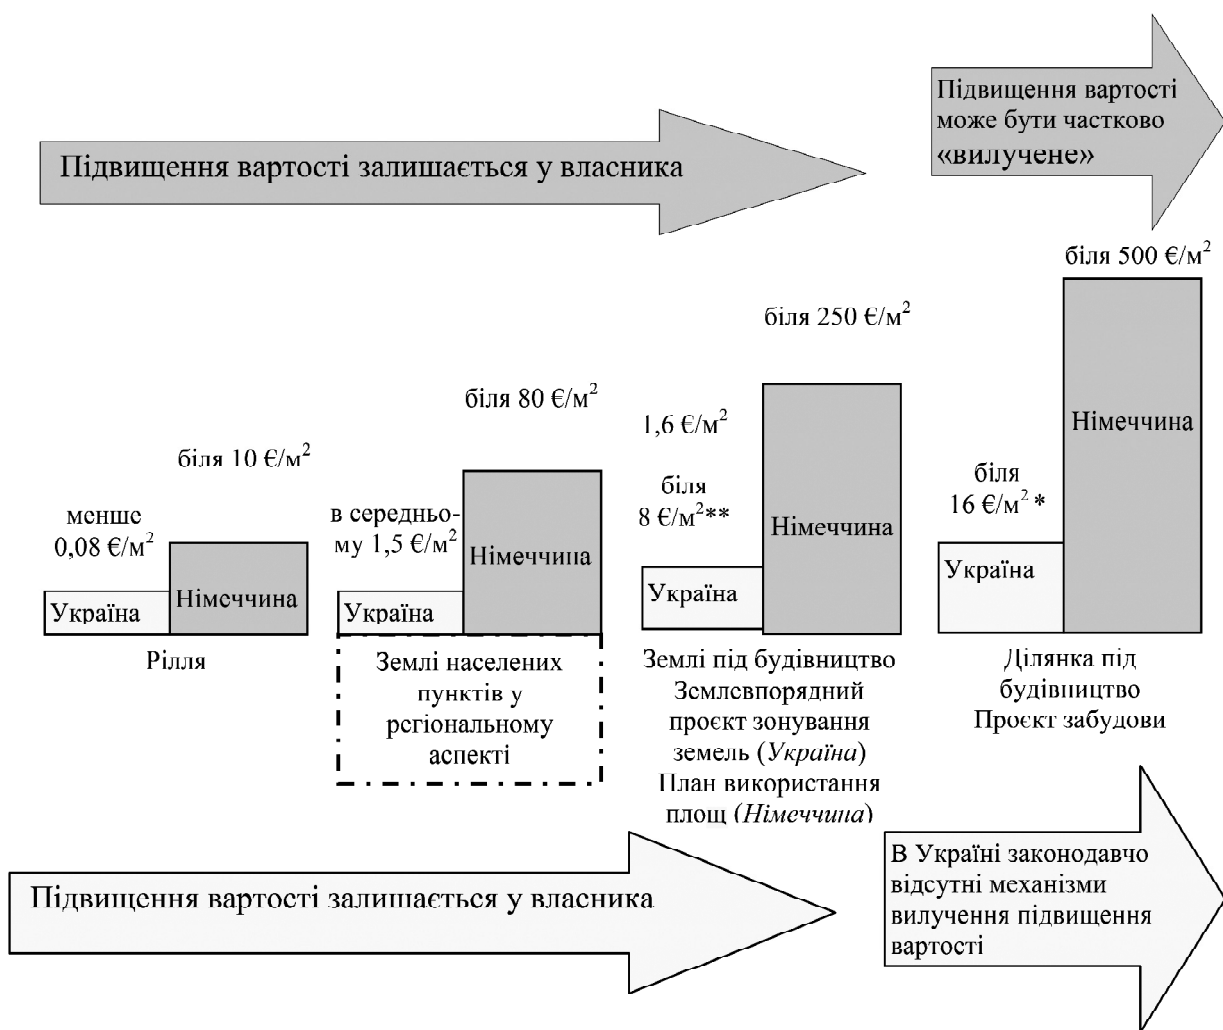 Підвищення вартості
може бути частково
«вилучене»
Підвищення вартості залишається у власника
біля 500 €/м²
біля 250 €/м²
біля 80 €/м²
1,6 €/м²
біля 10 €/м²
біля
8 €/м²**
біля
16 €/м² *
менше
0,08 €/м²
в середньо-
му 1,5 €/м²
Україна
Німеччина
Україна
Німеччина
Україна
Німеччина
Україна
Німеччина
Рілля
Землі населених
пунктів у
регіональному
аспекті
Землі під будівництво
Землевпорядний
проєкт зонування
земель (Україна)
План використання
площ (Німеччина)
Ділянка під
будівництво
Проєкт забудови
Підвищення вартості залишається у власника
В Україні законодавчо
відсутні механізми
вилучення підвищення
вартості